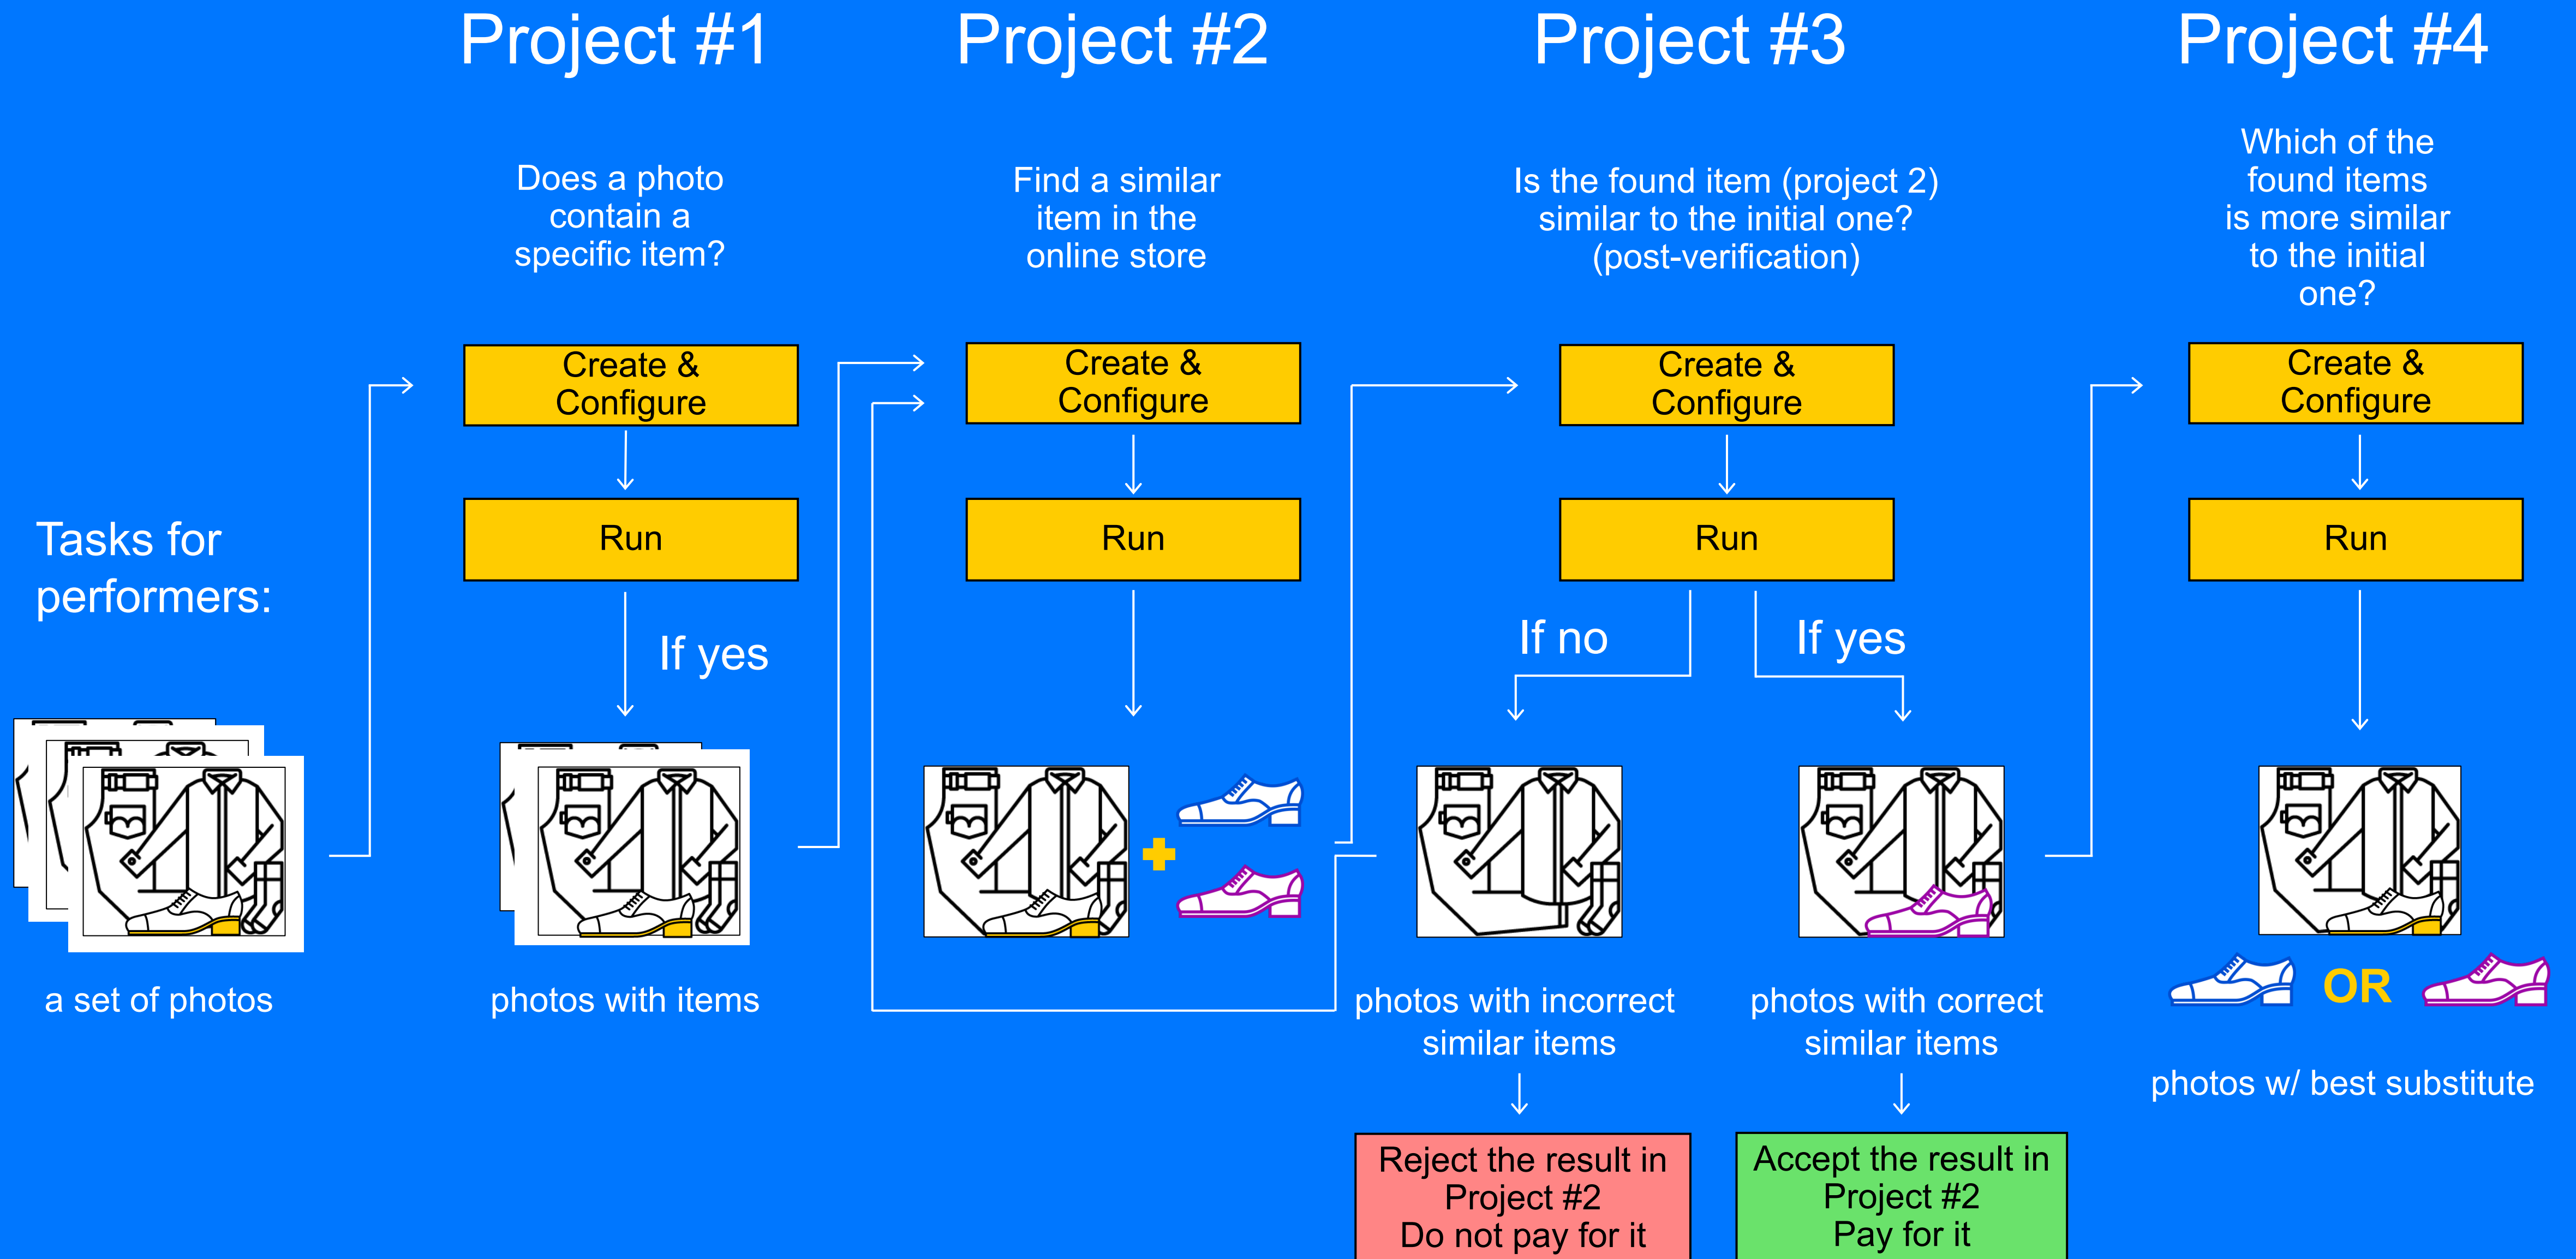 Project #1
Project #2
Project #3
Project #4
Does a photo
contain a
specific item?
Find a similar
item in the
online store
Is the found item (project 2)
similar to the initial one?
(post-verification)
Which of the
found items
is more similar
to the initial
one?
Create &
Configure
Create &
Configure
Create &
Configure
Create &
Configure
Tasks for
performers:
Run
Run
Run
Run
If yes
If no
If yes
a set of photos
photos with items
photos with incorrect
similar items
photos with correct
similar items
OR
photos w/ best substitute
Reject the result in
Project #2
Do not pay for it
Accept the result in
Project #2
Pay for it